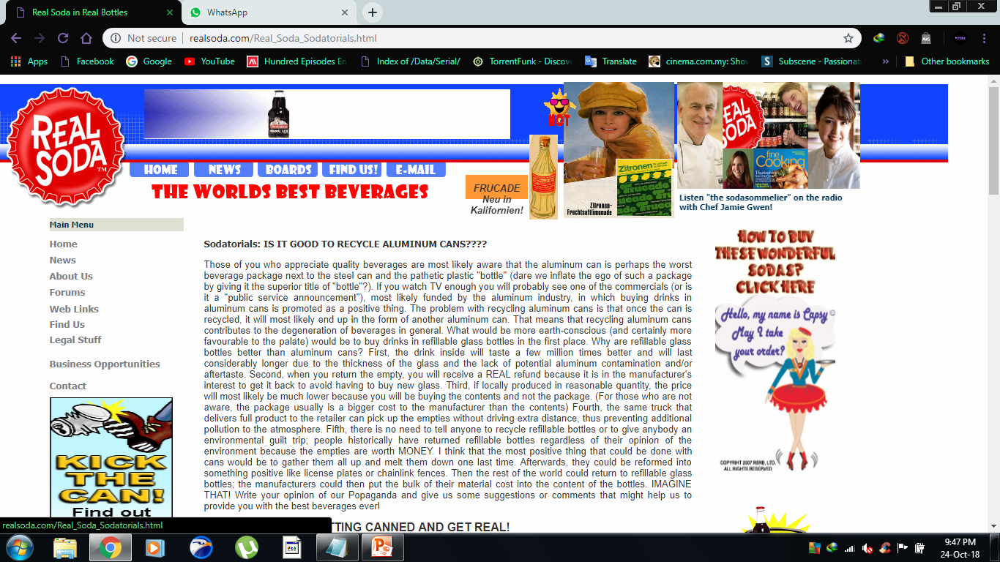 Real Soda in Real Bottles
WhatsApp
Not secure
realsoda.com/Real_Soda_Sodatorials.html
Apps
Facebook
Google
YouTube
Hundred Episodes En
Index of /Data/Serial/
TorrentFunk - Discov
Translate
cinema.com.my: Show
Subscene - Passionat
»
Other bookmarks
AVG
REAL
SODA
TM
HOT
HOME
NEWS
BOARDS
FIND US!
E-MAIL
THE WORLDS BEST BEVERAGES
FRUCADE
Neu in
Kalifornien!
Zitronen
Zitronen-
Fruchtsaftlimonade
frucade
fine
Cooking
Listen "the sodasommelier" on the radio
with Chef Jamie Gwen!
Main Menu
Home
News
About Us
Forums
Web Links
Find Us
Legal Stuff
Business Opportunities
Contact
KICK
THE
CAN!
Find out
Sodatorials: IS IT GOOD TO RECYCLE ALUMINUM CANS????
Those of you who appreciate quality beverages are most likely aware that the aluminum can is perhaps the worst
beverage package next to the steel can and the pathetic plastic "bottle" (dare we inflate the ego of such a package
by giving it the superior title of "bottle"?). If you watch TV enough you will probably see one of the commercials (or is
it a "public service announcement"), most likely funded by the aluminum industry, in which buying drinks in
aluminum cans is promoted as a positive thing. The problem with recycling aluminum cans is that once the can is
recycled, it will most likely end up in the form of another aluminum can. That means that recycling aluminum cans
contributes to the degeneration of beverages in general. What would be more earth-conscious (and certainly more
favourable to the palate) would be to buy drinks in refillable glass bottles in the first place. Why are refillable glass
bottles better than aluminum cans? First, the drink inside will taste a few million times better and will last
considerably longer due to the thickness of the glass and the lack of potential aluminum contamination and/or
aftertaste. Second, when you return the empty, you will receive a REAL refund because it is in the manufacturer's
interest to get it back to avoid having to buy new glass. Third, if locally produced in reasonable quantity, the price
will most likely be much lower because you will be buying the contents and not the package. (For those who are not
aware, the package usually is a bigger cost to the manufacturer than the contents) Fourth, the same truck that
delivers full product to the retailer can pick up the empties without driving extra distance, thus preventing additional
pollution to the atmosphere. Fifth, there is no need to tell anyone to recycle refillable bottles or to give anybody an
environmental guilt trip; people historically have returned refillable bottles regardless of their opinion of the
environment because the empties are worth MONEY. I think that the most positive thing that could be done with
cans would be to gather them all up and melt them down one last time. Afterwards, they could be reformed into
something positive like license plates or chainlink fences. Then the rest of the world could return to refillable glass
bottles; the manufacturers could then put the bulk of their material cost into the content of the bottles. IMAGINE
THAT! Write your opinion of our Popaganda and give us some suggestions or comments that might help us to
provide you with the best beverages ever!
TTING CANNED AND GET REAL!
HOW TO BUY
THESE WONDERFUL
SODAS?
CLICK HERE
Hello, my name is Capsy ©
May I take
your order?
COPYRIHT 2007 RSRB, LTD.
ALL RIGHTS RESERVED
realsoda.com/Real_Soda_Sodatorials.html
9:47 PM
24-Oct-18